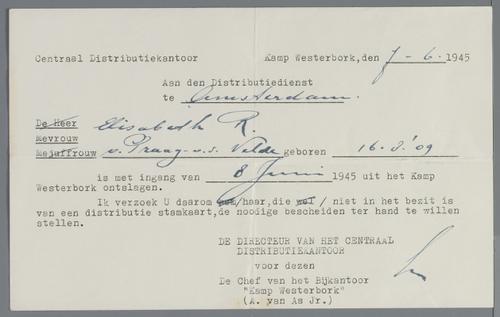 Centraal Distributiekantoor Kamp Westerbork,den 7 - 6. 1945
Aan den Distributiedienst
te Amsterdam.
De Heer Elisabeth R.
Mevrouw
Mejuffrouw v. Praag-v.d. Velde geboren 16.8.'09
is met ingang van 8 Juni 1945 uit het Kamp
Westerbork ontslagen.
Ik verzoek U daarom hem/haar,die wel / niet in het bezit is
van een distributie stamkaart,de noodige bescheiden ter hand te willen
stellen.
DE DIRECTEUR VAN HET CENTRAAL
DISTRIBUTIEKANTOOR
voor dezen
De Chef van het Bijkantoor
"Kamp Westerbork"
(A. van As Jr.)